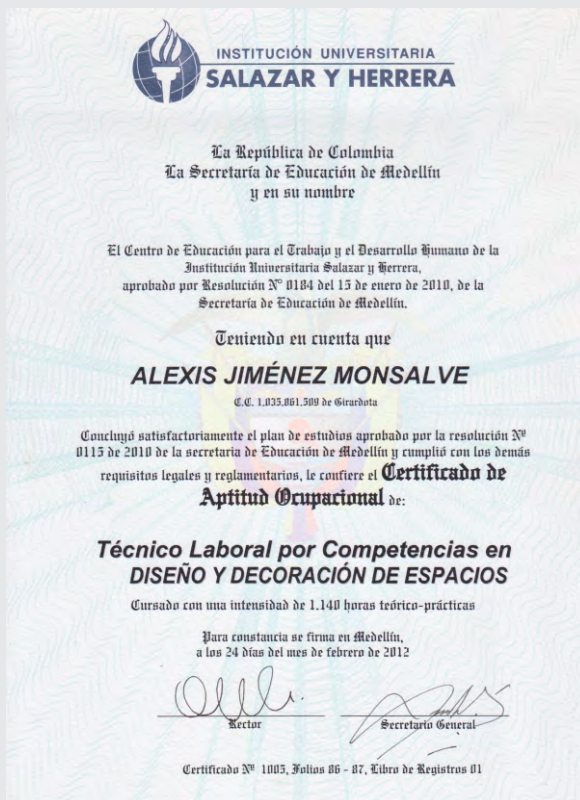 INSTITUCIÓN UNIVERSITARIA
SALAZAR Y HERRERA
La República de Colombia
La Secretaría de Educación de Medellín
y en su nombre
El Centro de Educación para el Trabajo y el Desarrollo Humano de la
Institución Universitaria Salazar y Herrera,
aprobado por Resolución N° 0184 del 15 de enero de 2010, de la
Secretaría de Educación de Medellín.
Teniendo en cuenta que
ALEXIS JIMÉNEZ MONSALVE
C.C. 1,035,861,509 de Girardota
Concluyó satisfactoriamente el plan de estudios aprobado por la resolución Nº
0115 de 2010 de la secretaria de Educación de Medellín y cumplió con los demás
requisitos legales y reglamentarios, le confiere el Certificado de
Aptitud Ocupacional de:
Técnico Laboral por Competencias en
DISEÑO Y DECORACIÓN DE ESPACIOS
Cursado con una intensidad de 1.140 horas teórico-prácticas
Para constancia se firma en Medellín,
a los 24 días del mes de febrero de 2012
Rector
Secretario General
Certificado Nº 1005, Folios 86 - 87, Libro de Registros 01